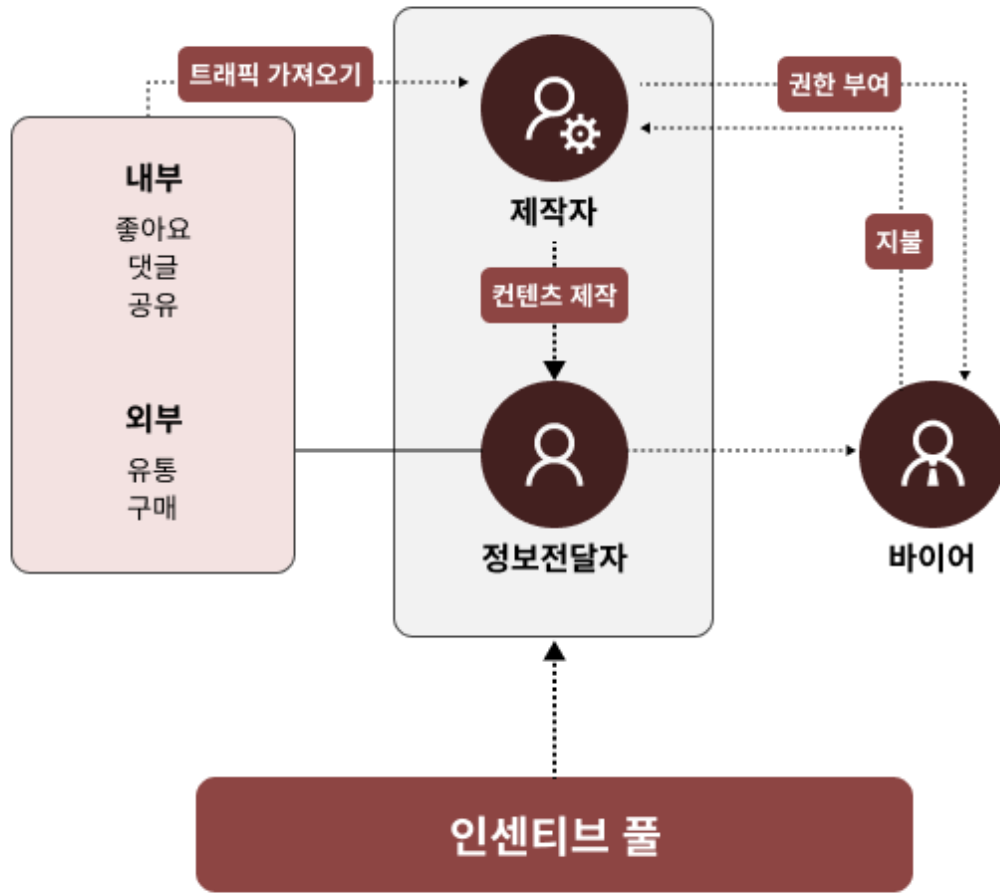 트래픽 가져오기
권한 부여
내부
좋아요
댓글
공유
제작자
지불
컨텐츠 제작
외부
유통
구매
정보전달자
바이어
인센티브 풀